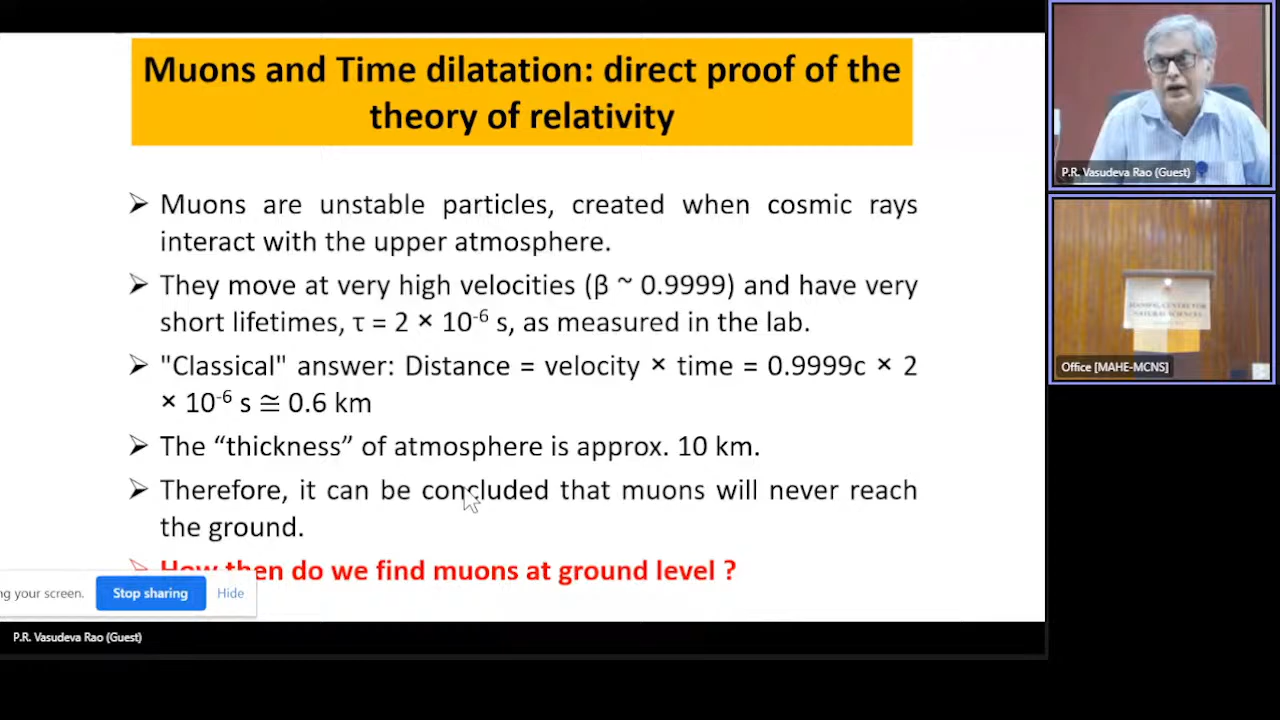 Muons and Time dilatation: direct proof of the
theory of relativity
➢ Muons are unstable particles, created when cosmic rays
interact with the upper atmosphere.
➢ They move at very high velocities (β ~ 0.9999) and have very
short lifetimes, τ = 2 × 10⁻⁶ s, as measured in the lab.
➢ "Classical" answer: Distance = velocity × time = 0.9999c × 2
× 10⁻⁶ s ≅ 0.6 km
➢ The “thickness” of atmosphere is approx. 10 km.
➢ Therefore, it can be concluded that muons will never reach
the ground.
➢ How then do we find muons at ground level ?
ng your screen.
Stop sharing
Hide
P.R. Vasudeva Rao (Guest)
P.R. Vasudeva Rao (Guest)
CENTRE FOR
NATURAL SCIENCES
Office [MAHE-MCNS]